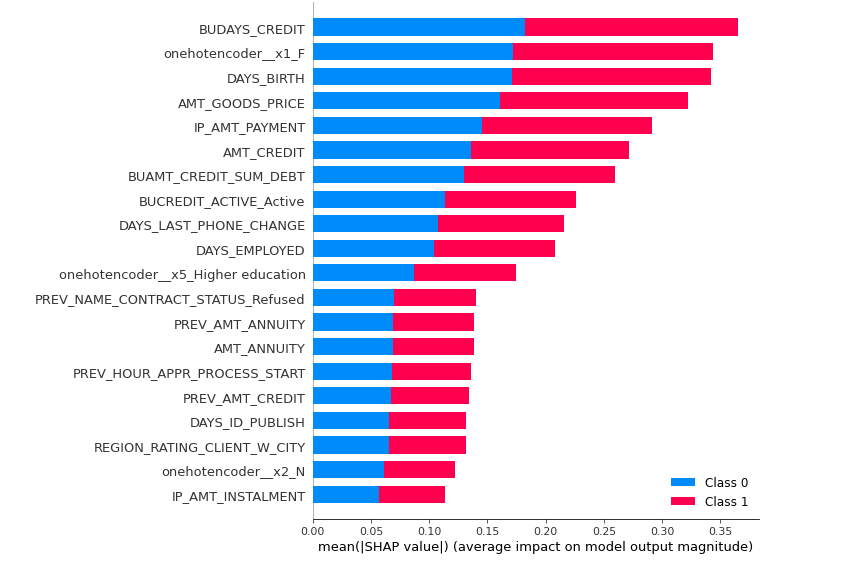 BUDAYS_CREDIT
onehotencoder__x1_F
DAYS_BIRTH
AMT_GOODS_PRICE
IP_AMT_PAYMENT
AMT_CREDIT
BUAMT_CREDIT_SUM_DEBT
BUCREDIT_ACTIVE_Active
DAYS_LAST_PHONE_CHANGE
DAYS_EMPLOYED
onehotencoder__x5_Higher education
PREV_NAME_CONTRACT_STATUS_Refused
PREV_AMT_ANNUITY
AMT_ANNUITY
PREV_HOUR_APPR_PROCESS_START
PREV_AMT_CREDIT
DAYS_ID_PUBLISH
REGION_RATING_CLIENT_W_CITY
onehotencoder__x2_N
IP_AMT_INSTALMENT
Class 0
Class 1
0.00 0.05 0.10 0.15 0.20 0.25 0.30 0.35
mean(|SHAP value|) (average impact on model output magnitude)